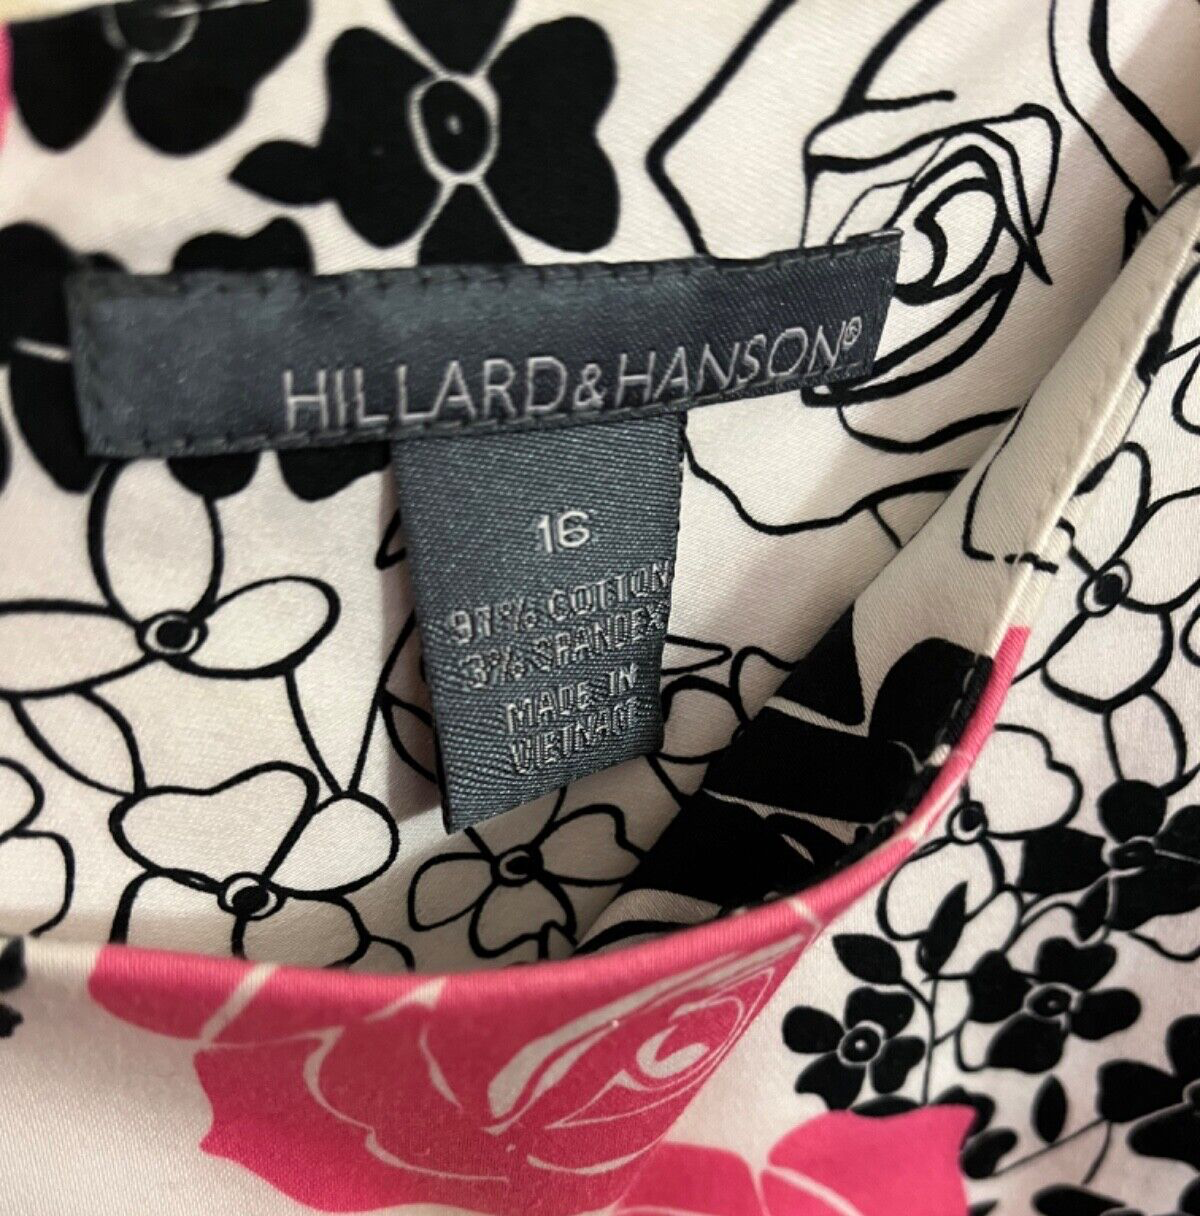 HILLARD&HANSON®
16
97% COTTON
3% SPANDEX
MADE IN
VIETNAM